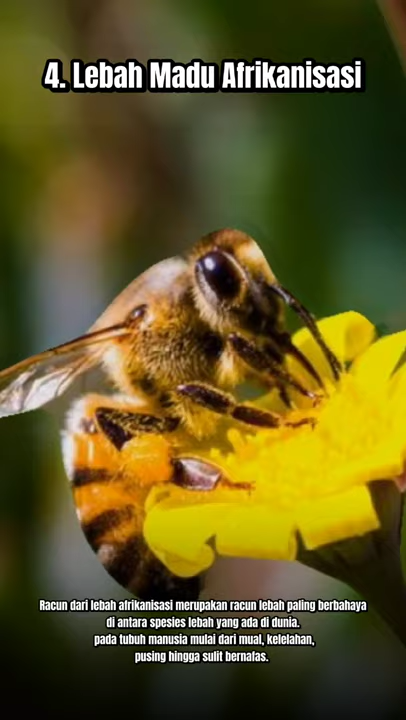 4. Lebah Madu Afrikanisasi
Racun dari lebah afrikanisasi merupakan racun lebah paling berbahaya
di antara spesies lebah yang ada di dunia.
pada tubuh manusia mulai dari mual, kelelahan,
pusing hingga sulit bernafas.